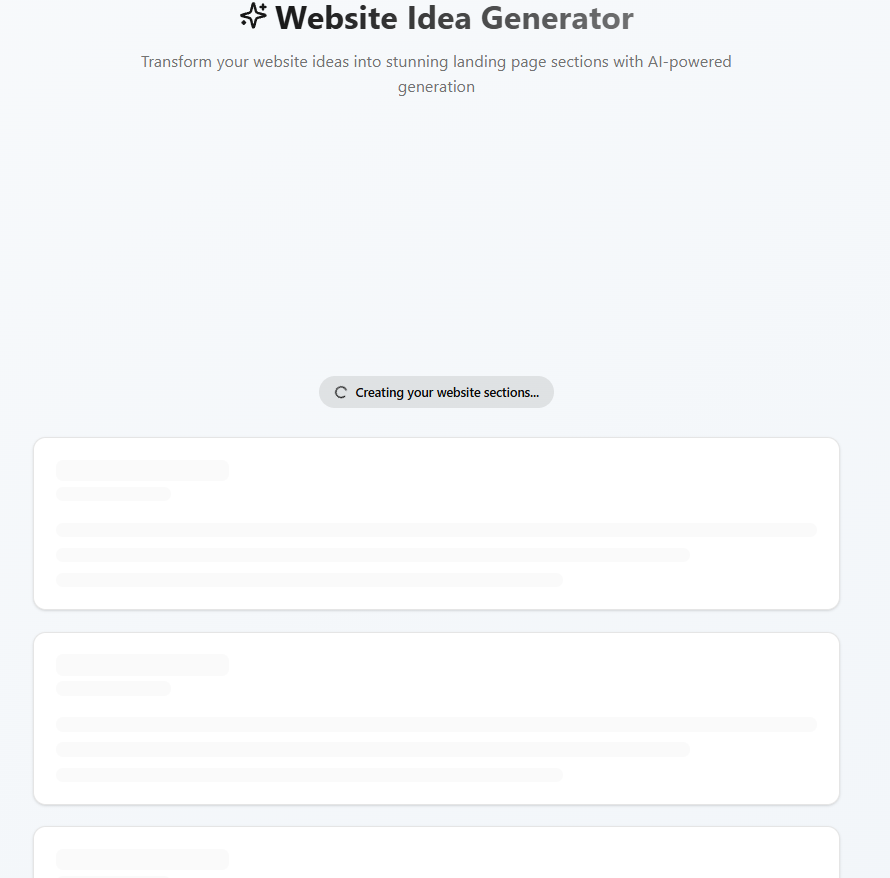 Website Idea Generator
Transform your website ideas into stunning landing page sections with AI-powered
generation
Creating your website sections...